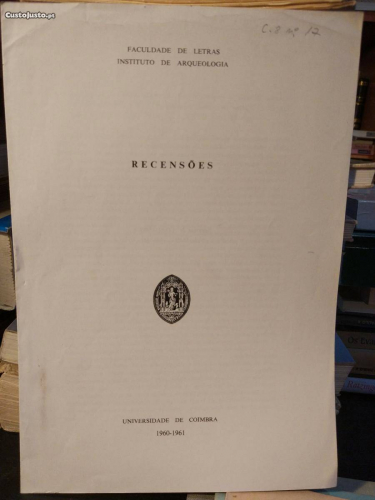 CustoJusto.pt
FACULDADE DE LETRAS
INSTITUTO DE ARQUEOLOGIA
RECENSÕES
UNIVERSIDADE DE COIMBRA
1960-1961